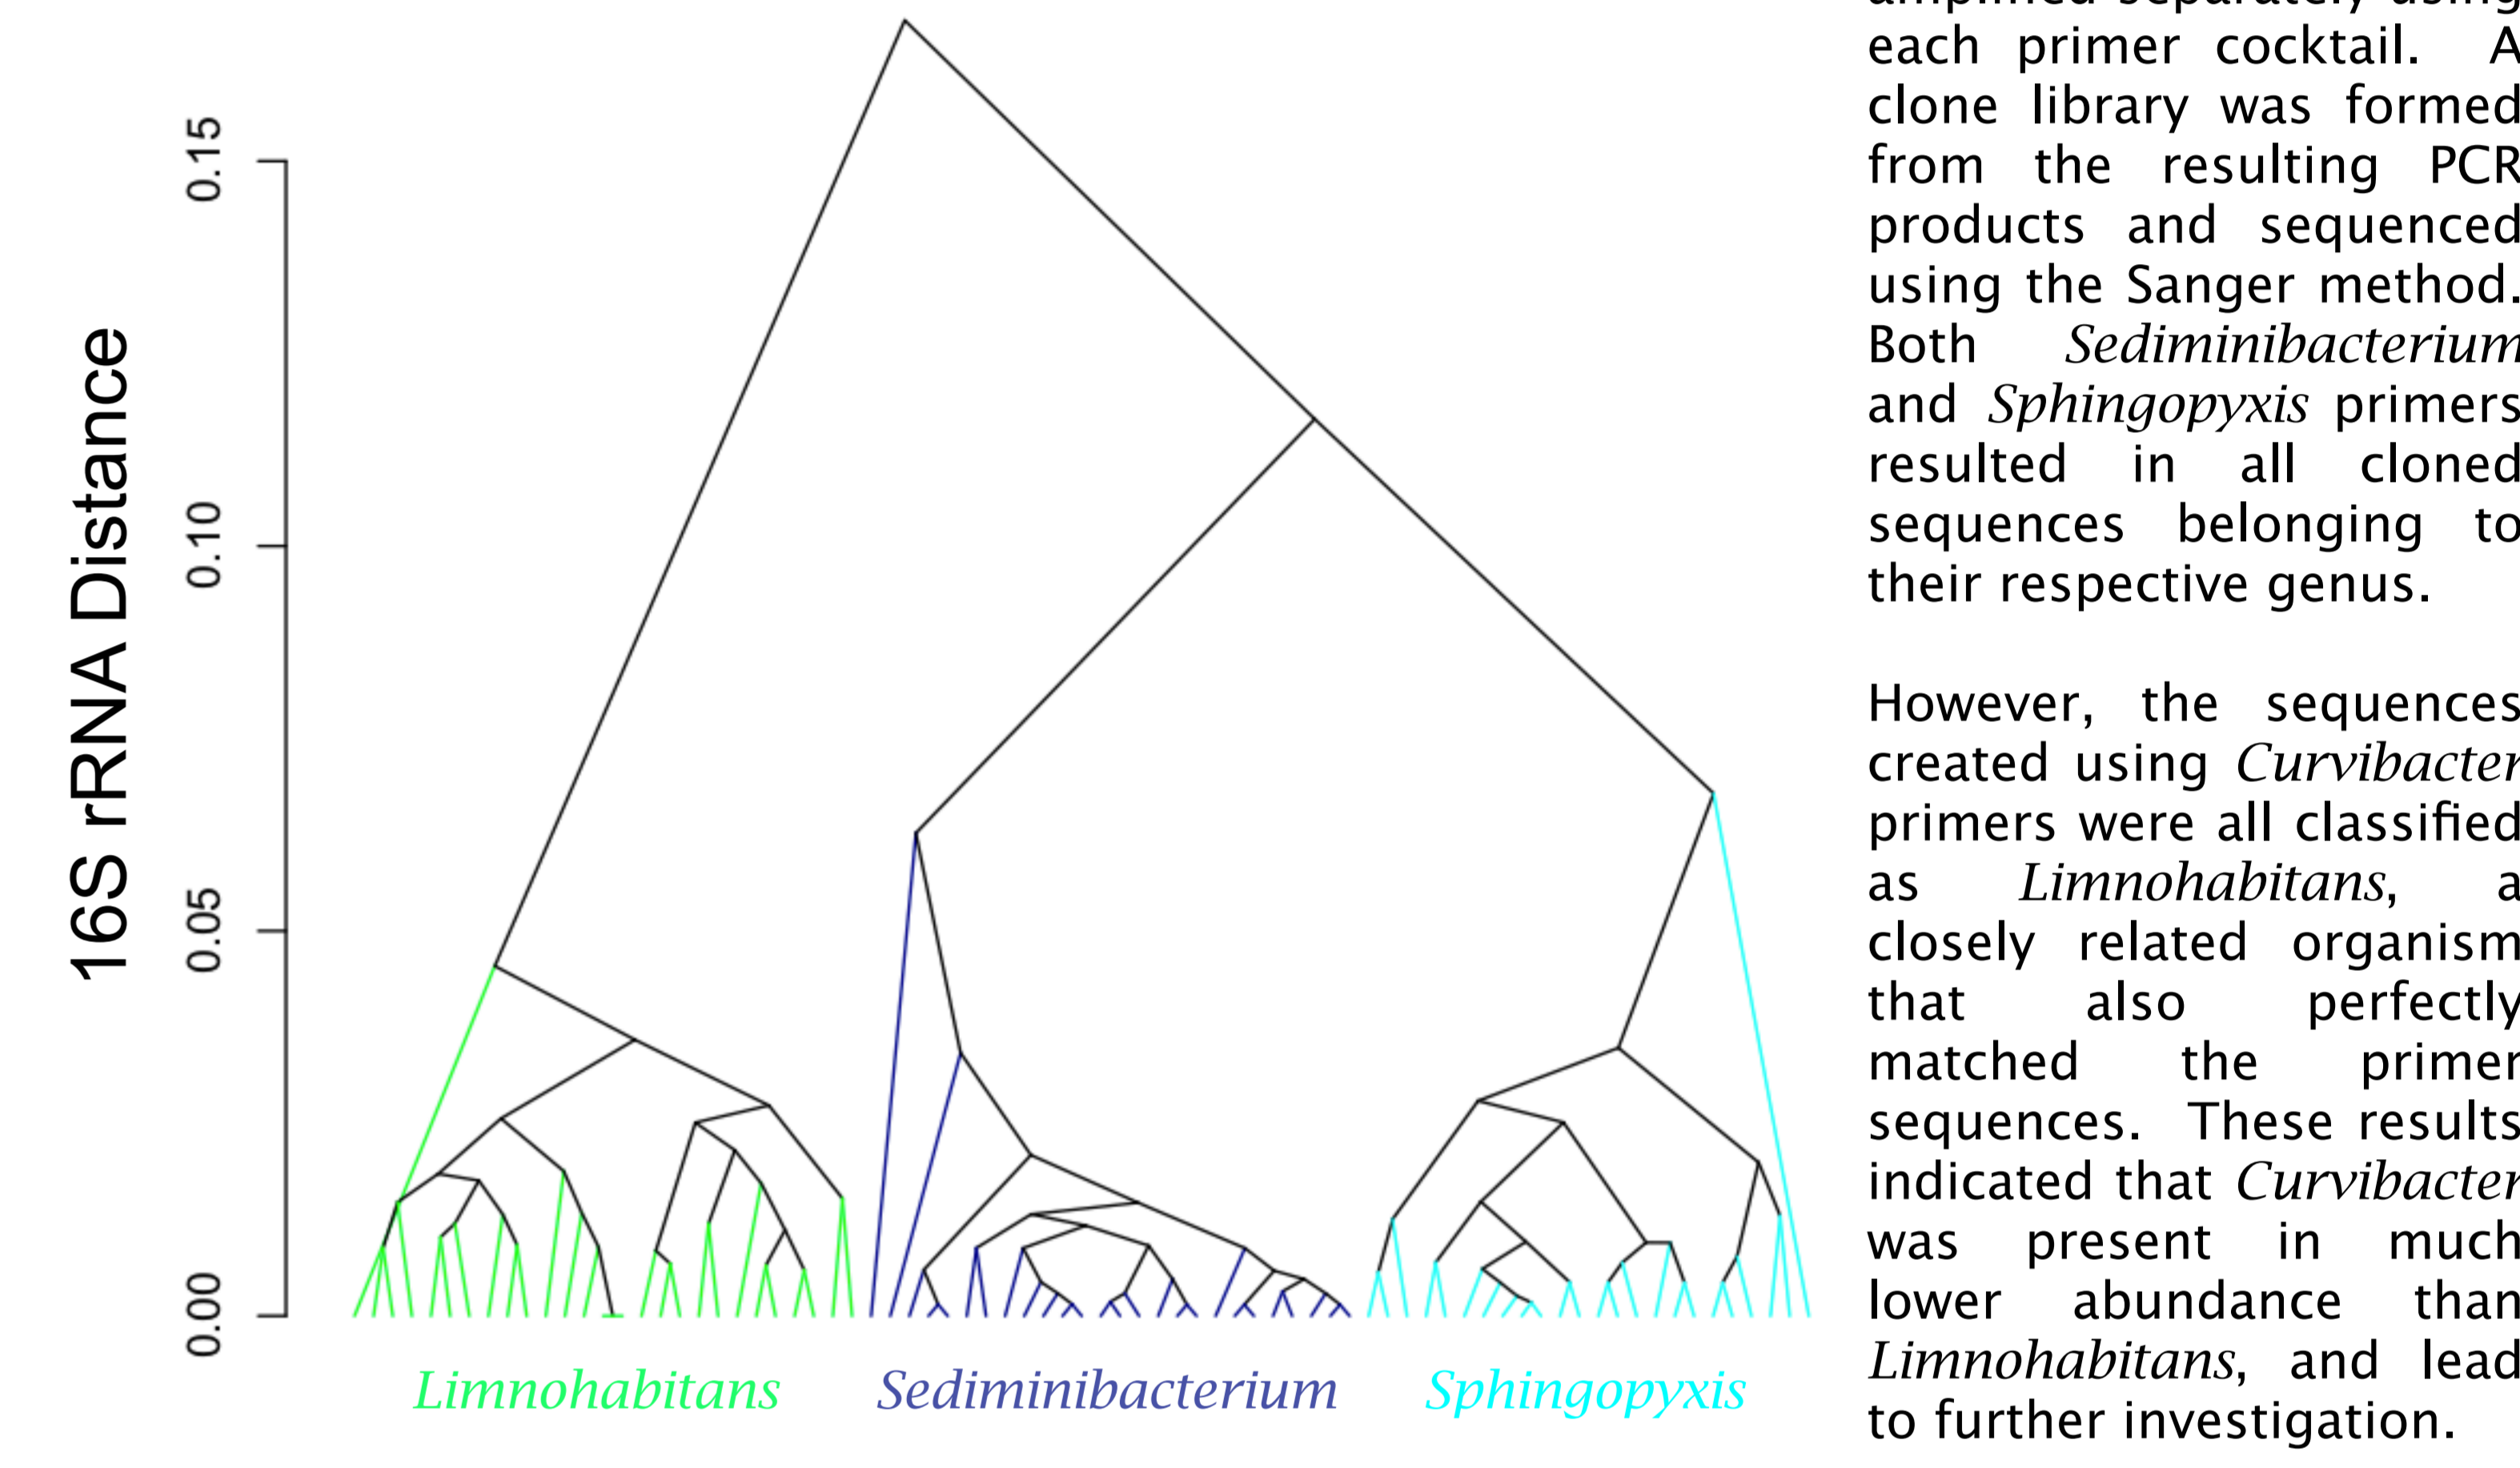 16S rRNA Distance
0.15
0.10
0.05
0.00
Limnohabitans
Sediminibacterium
Sphingopyxis
amplified separately using
each primer cocktail. A
clone library was formed
from the resulting PCR
products and sequenced
using the Sanger method.
Both Sediminibacterium
and Sphingopyxis primers
resulted in all cloned
sequences belonging to
their respective genus.
However, the sequences
created using Curvibacter
primers were all classified
as Limnohabitans, a
closely related organism
that also perfectly
matched the primer
sequences. These results
indicated that Curvibacter
was present in much
lower abundance than
Limnohabitans, and lead
to further investigation.